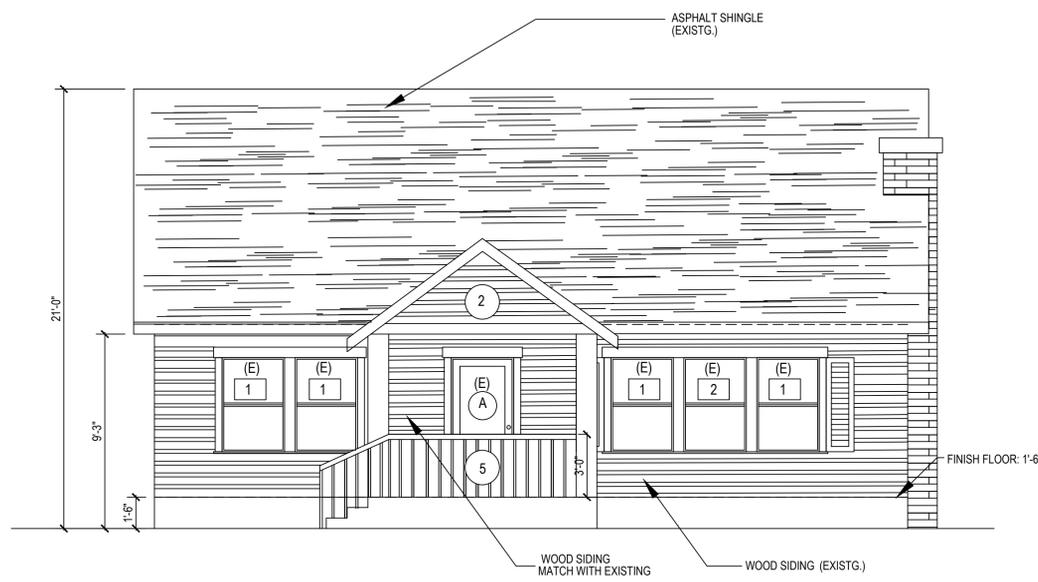 ASPHALT SHINGLE
(EXISTG.)
21'-0"
2
9'-3"
(E)
1
(E)
1
(E)
A
(E)
1
(E)
2
(E)
1
5
3'-0"
FINISH FLOOR: 1'-6
1'-6"
WOOD SIDING
MATCH WITH EXISTING
WOOD SIDING (EXISTG.)